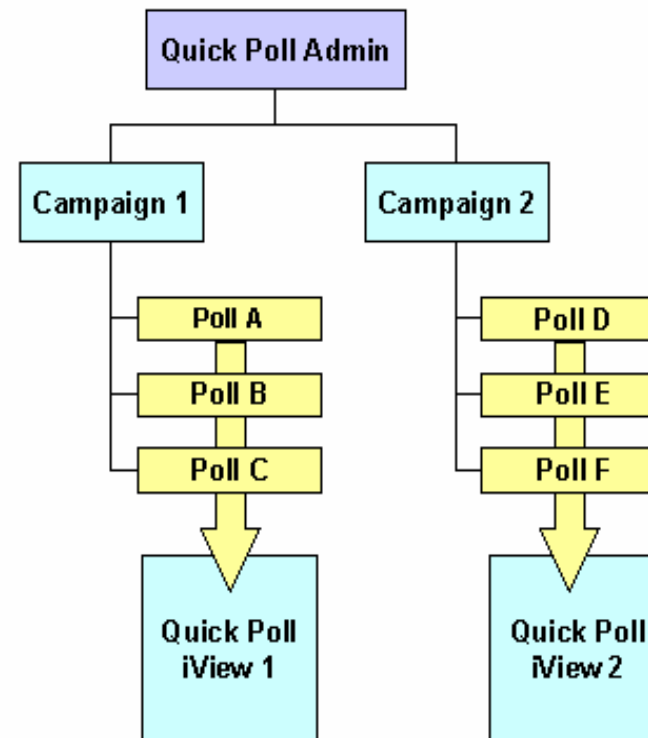 Quick Poll Admin
Campaign 1
Campaign 2
Poll A
Poll B
Poll C
Poll D
Poll E
Poll F
Quick Poll
iView 1
Quick Poll
iView 2